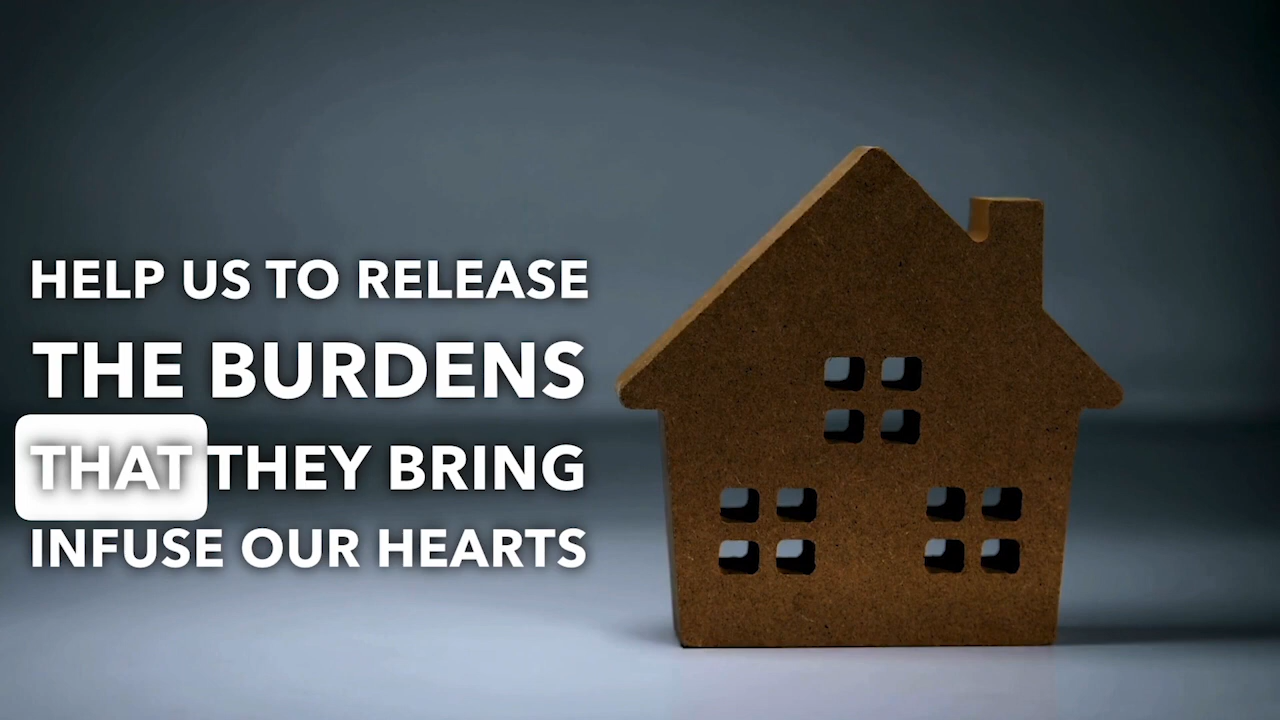 HELP US TO RELEASE
THE BURDENS
THAT THEY BRING
INFUSE OUR HEARTS